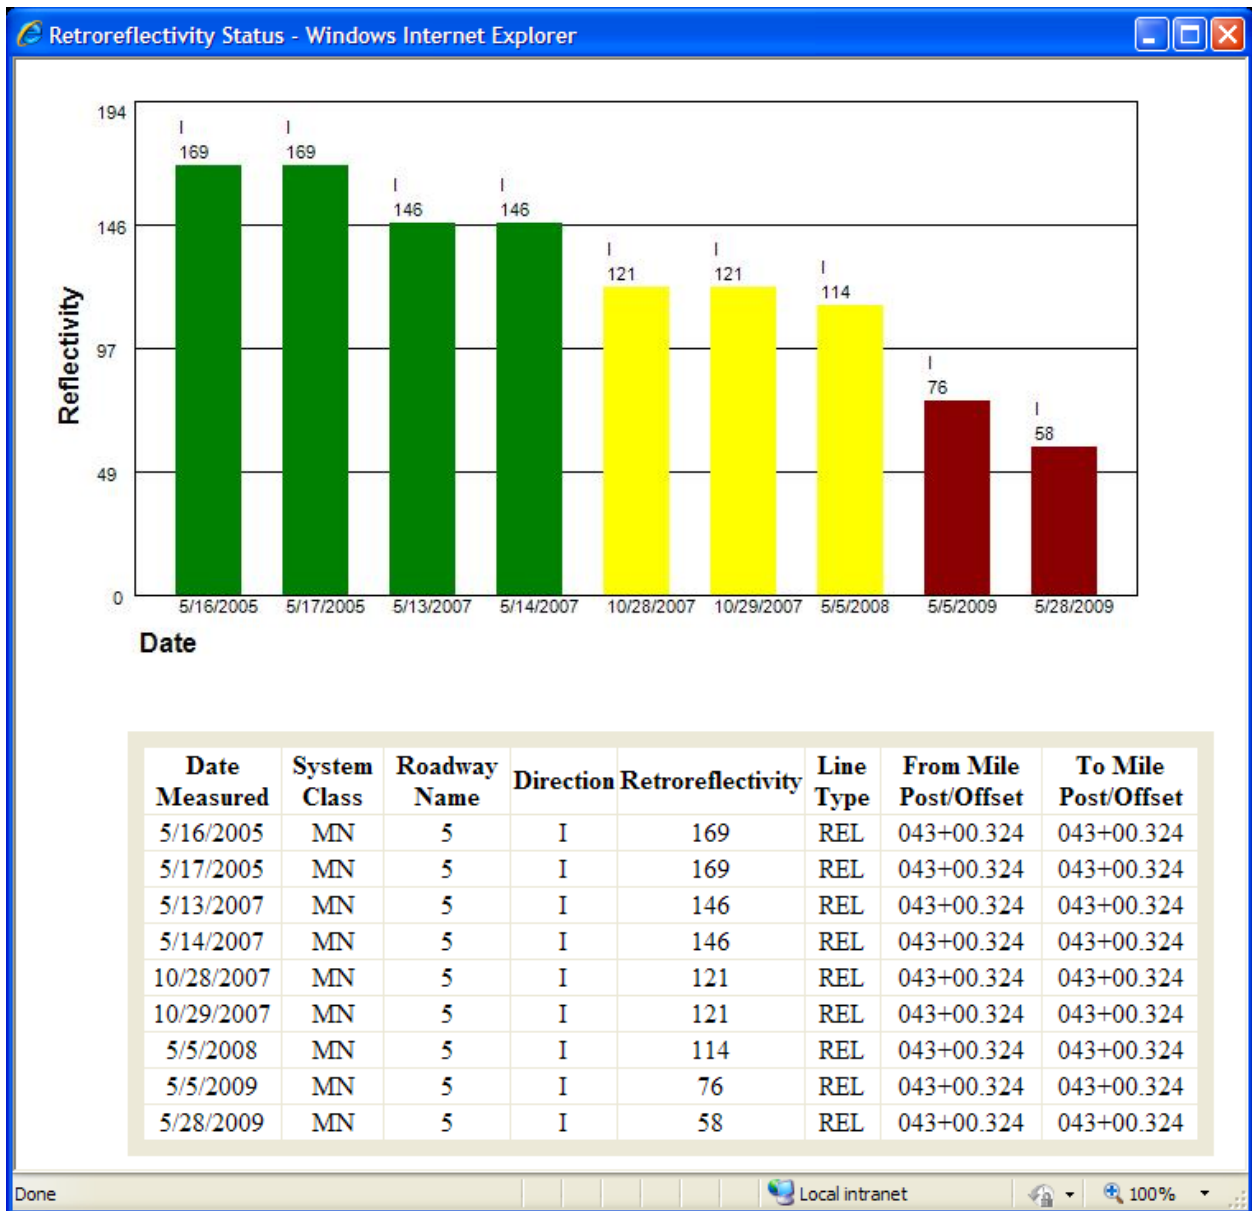 Retroreflectivity Status - Windows Internet Explorer
194
146
97
49
0
Reflectivity
I
169
I
169
I
146
I
146
I
121
I
121
I
114
I
76
I
58
5/16/2005 5/17/2005 5/13/2007 5/14/2007 10/28/2007 10/29/2007 5/5/2008 5/5/2009 5/28/2009
Date
Date Measured System Class Roadway Name Direction Retroreflectivity Line Type From Mile Post/Offset To Mile Post/Offset
5/16/2005 MN 5 I 169 REL 043+00.324 043+00.324
5/17/2005 MN 5 I 169 REL 043+00.324 043+00.324
5/13/2007 MN 5 I 146 REL 043+00.324 043+00.324
5/14/2007 MN 5 I 146 REL 043+00.324 043+00.324
10/28/2007 MN 5 I 121 REL 043+00.324 043+00.324
10/29/2007 MN 5 I 121 REL 043+00.324 043+00.324
5/5/2008 MN 5 I 114 REL 043+00.324 043+00.324
5/5/2009 MN 5 I 76 REL 043+00.324 043+00.324
5/28/2009 MN 5 I 58 REL 043+00.324 043+00.324
Done Local intranet 100%